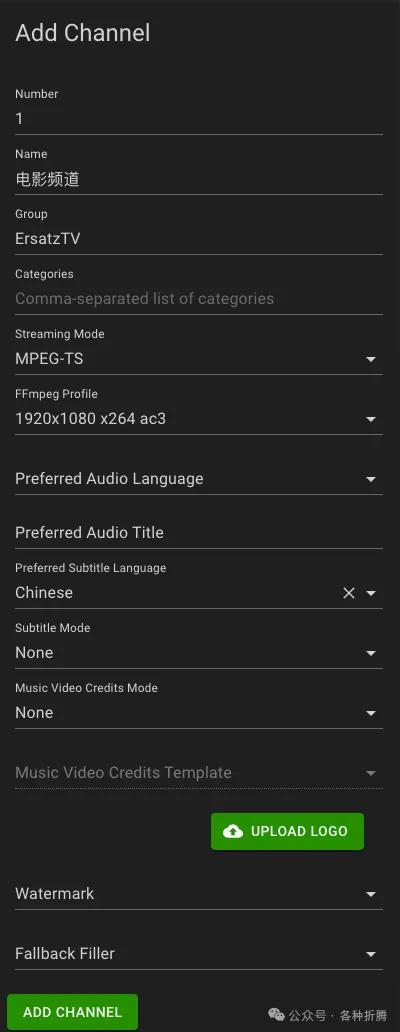 Add Channel
Number
1
Name
电影频道
Group
ErsatzTV
Categories
Comma-separated list of categories
Streaming Mode
MPEG-TS
FFmpeg Profile
1920x1080 x264 ac3
Preferred Audio Language
Preferred Audio Title
Preferred Subtitle Language
Chinese
Subtitle Mode
None
Music Video Credits Mode
None
Music Video Credits Template
UPLOAD LOGO
Watermark
Fallback Filler
ADD CHANNEL
公众号 · 各种折腾